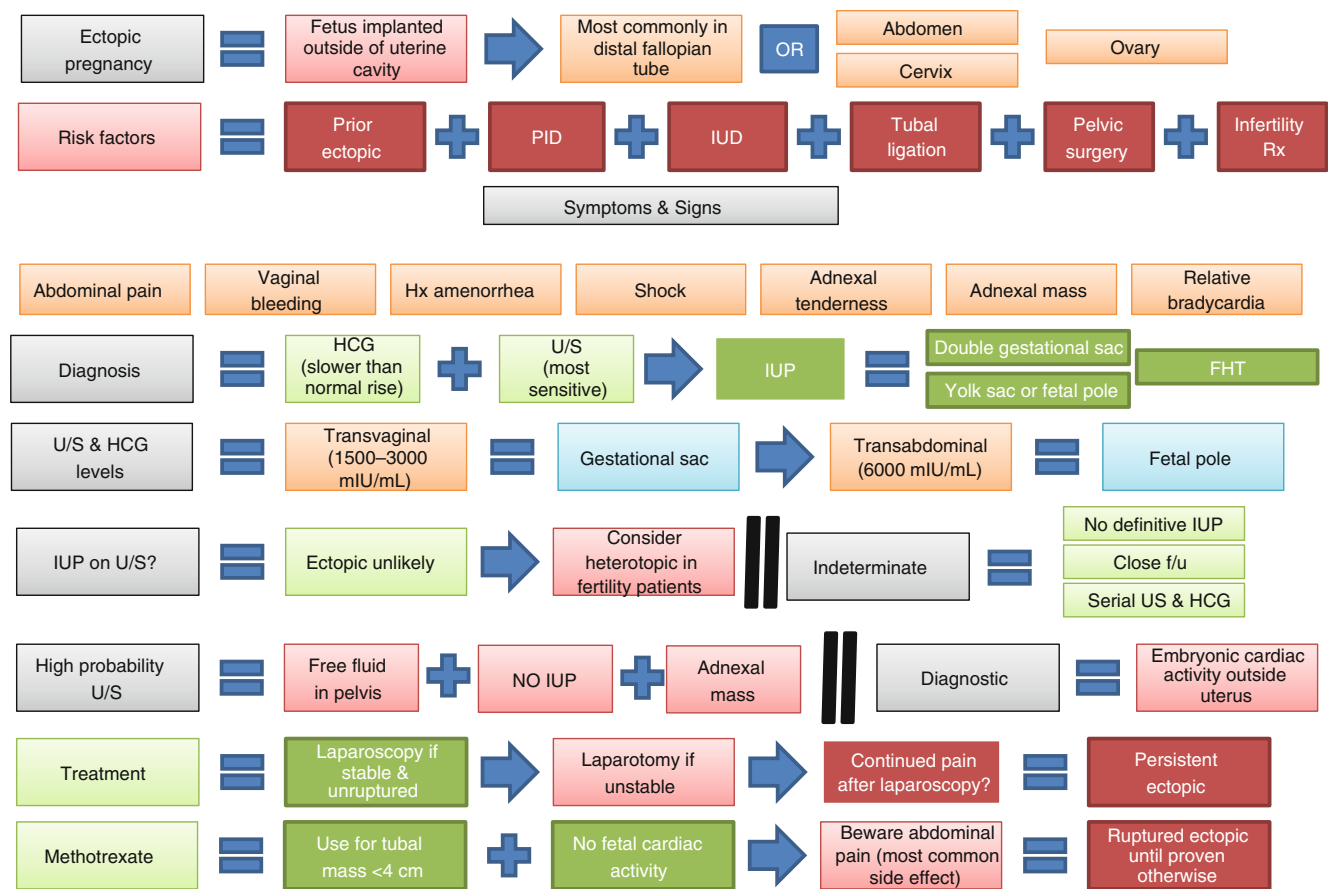 Ectopic
pregnancy
Fetus implanted
outside of uterine
cavity
Most commonly in
distal fallopian
tube
OR
Abdomen
Cervix
Ovary
Risk factors
Prior
ectopic
PID
IUD
Tubal
ligation
Pelvic
surgery
Infertility
Rx
Symptoms & Signs
Abdominal pain
Vaginal
bleeding
Hx amenorrhea
Shock
Adnexal
tenderness
Adnexal mass
Relative
bradycardia
Diagnosis
HCG
(slower than
normal rise)
U/S
(most
sensitive)
IUP
Double gestational sac
Yolk sac or fetal pole
FHT
U/S & HCG
levels
Transvaginal
(1500–3000
mIU/mL)
Gestational sac
Transabdominal
(6000 mIU/mL)
Fetal pole
IUP on U/S?
Ectopic unlikely
Consider
heterotopic in
fertility patients
Indeterminate
No definitive IUP
Close f/u
Serial US & HCG
High probability
U/S
Free fluid
in pelvis
NO IUP
Adnexal
mass
Diagnostic
Embryonic cardiac
activity outside
uterus
Treatment
Laparoscopy if
stable &
unruptured
Laparotomy if
unstable
Continued pain
after laparoscopy?
Persistent
ectopic
Methotrexate
Use for tubal
mass <4 cm
No fetal cardiac
activity
Beware abdominal
pain (most common
side effect)
Ruptured ectopic
until proven
otherwise